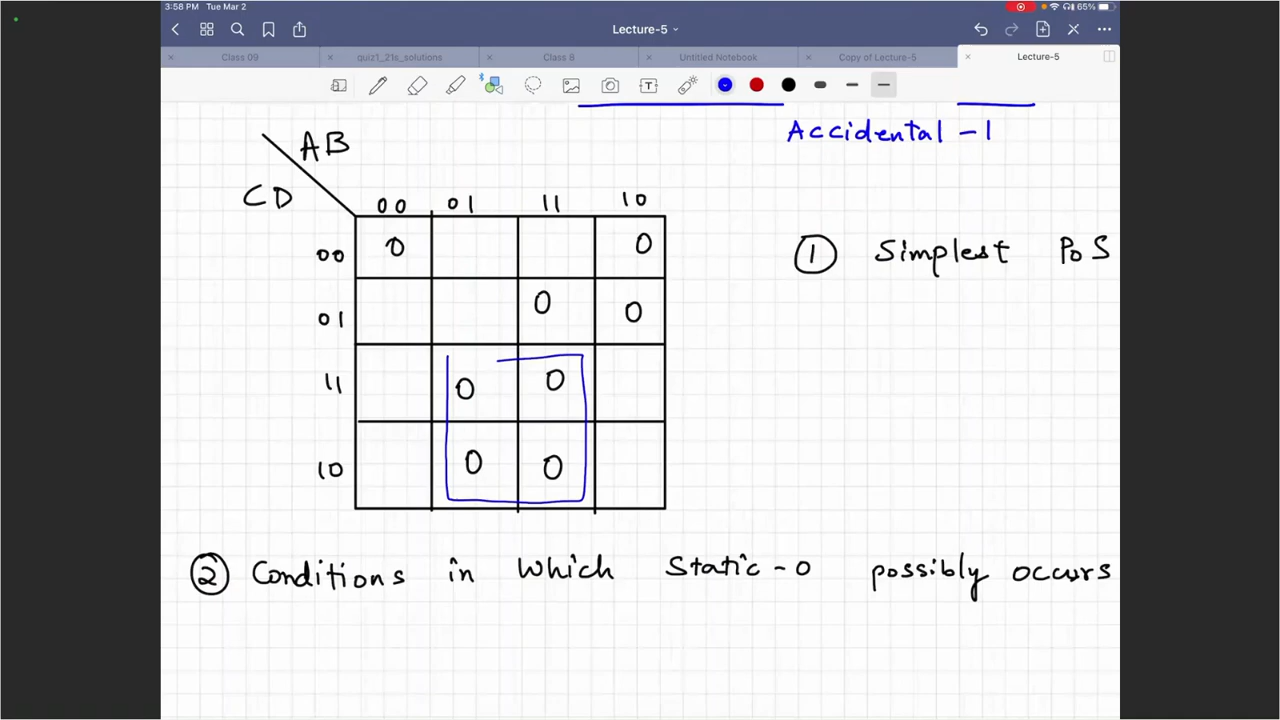 3:58 PM Tue Mar 2
65%
Lecture-5
Class 09
quiz1_21s_solutions
Class 8
Untitled Notebook
Copy of Lecture-5
Lecture-5
T
Accidental -1
AB
CD
00 01 11 10
00 0 0
01 0 0
11 0 0
10 0 0
① Simplest PoS
② Conditions in which Static-0 possibly occurs